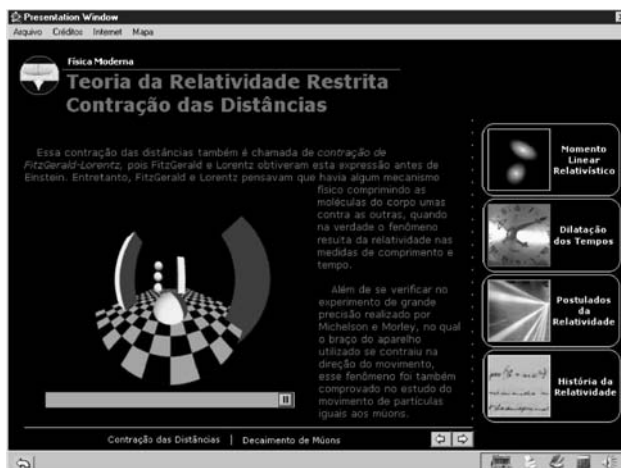 Presentation Window
Arquivo Créditos Internet Mapa
Física Moderna
Teoria da Relatividade Restrita
Contração das Distâncias
Essa contração das distâncias também é chamada de contração de
FitzGerald-Lorentz, pois FitzGerald e Lorentz obtiveram esta expressão antes de
Einstein. Entretanto, FitzGerald e Lorentz pensavam que havia algum mecanismo
físico comprimindo as
moléculas do corpo umas
contra as outras, quando
na verdade o fenômeno
resulta da relatividade nas
medidas de comprimento e
tempo.
Além de se verificar no
experimento de grande
precisão realizado por
Michelson e Morley, no qual
o braço do aparelho
utilizado se contraiu na
direção do movimento,
esse fenômeno foi também
comprovado no estudo do
movimento de partículas
iguais aos múons.
Momento
Linear
Relativístico
Dilatação
dos Tempos
Postulados
da
Relatividade
História da
Relatividade
Contração das Distâncias | Decaimento de Múons